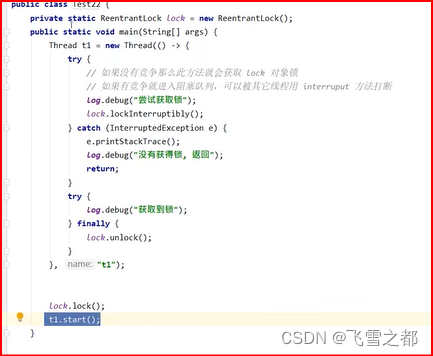 public class Test22 {
private static ReentrantLock lock = new ReentrantLock();
public static void main(String[] args) {
Thread t1 = new Thread(() -> {
try {
// 如果没有竞争那么此方法就会获取 lock 对象锁
// 如果有竞争就进入阻塞队列，可以被其它线程用 interruput 方法打断
log.debug("尝试获取锁");
lock.lockInterruptibly();
} catch (InterruptedException e) {
e.printStackTrace();
log.debug("没有获得锁, 返回");
return;
}
try {
log.debug("获取到锁");
} finally {
lock.unlock();
}
}, name: "t1");
lock.lock();
t1.start();
}
CSDN @飞雪之都